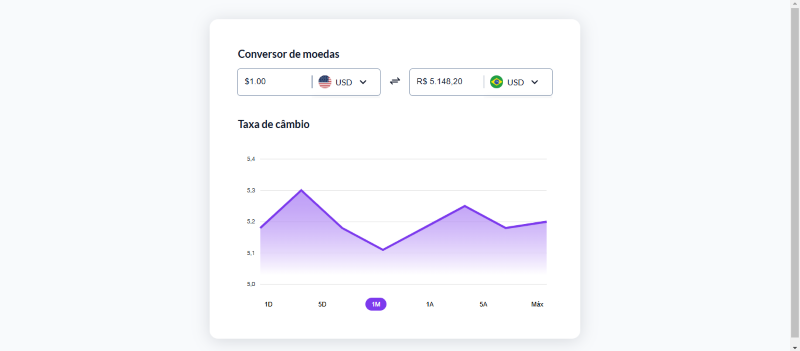 Conversor de moedas
$1.00 USD R$ 5.148,20 USD
Taxa de câmbio
5,4
5,3
5,2
5,1
5,0
1D 5D 1M 1A 5A Máx